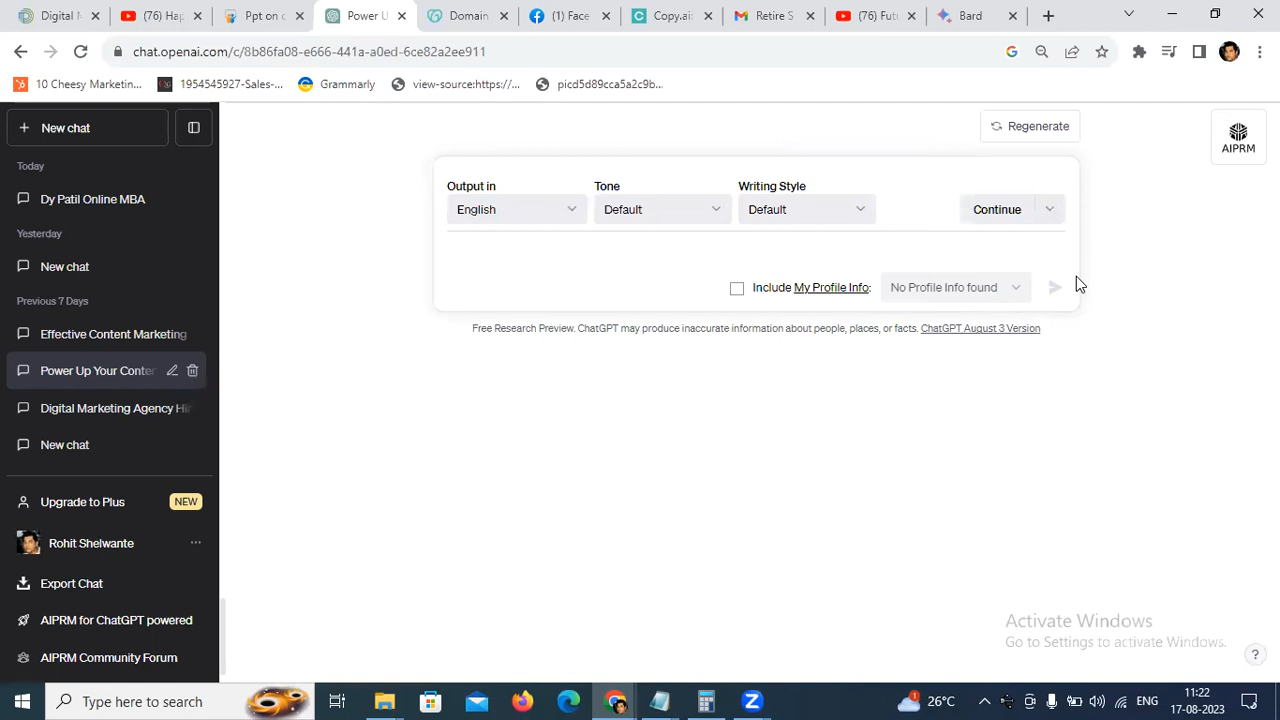 Digital M
(76) Hap
Ppt on c
Power U
Domain
(1) Face
Copy.ai:
Retire S
(76) Fut
Bard
chat.openai.com/c/8b86fa08-e666-441a-a0ed-6ce82a2ee911
10 Cheesy Marketin...
1954545927-Sales-...
Grammarly
view-source:https://...
picd5d89cca5a2c9b...
New chat
Regenerate
AIPRM
Today
Dy Patil Online MBA
Yesterday
New chat
Previous 7 Days
Effective Content Marketing
Power Up Your Conter
Digital Marketing Agency Hi
New chat
Output in
Tone
Writing Style
English
Default
Default
Continue
Include My Profile Info:
No Profile Info found
Free Research Preview. ChatGPT may produce inaccurate information about people, places, or facts. ChatGPT August 3 Version
Upgrade to Plus
NEW
Rohit Shelwante
Export Chat
AIPRM for ChatGPT powered
AIPRM Community Forum
Activate Windows
Go to Settings to activate Windows.
?
Type here to search
1
26°C
ENG
11:22
17-08-2023